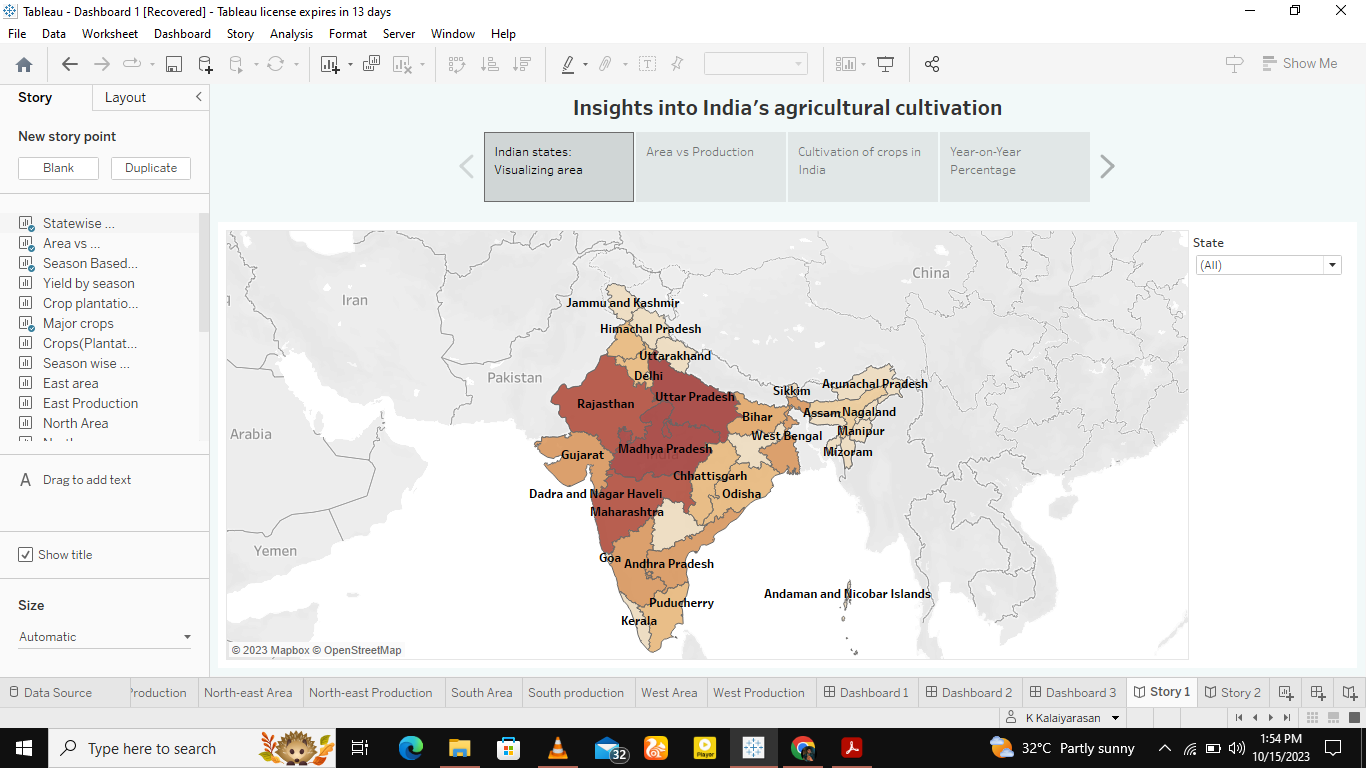 Tableau - Dashboard 1 [Recovered] - Tableau license expires in 13 days
File Data Worksheet Dashboard Story Analysis Format Server Window Help
Show Me
Story Layout
New story point
Blank Duplicate
Statewise ...
Area vs ...
Season Based...
Yield by season
Crop plantatio...
Major crops
Crops(Plantat...
Season wise ...
East area
East Production
North Area
Drag to add text
Show title
Size
Automatic
Insights into India's agricultural cultivation
Indian states:
Visualizing area
Area vs Production
Cultivation of crops in
India
Year-on-Year
Percentage
State
(All)
China
Iran
Jammu and Kashmir
Himachal Pradesh
Uttarakhand
Pakistan
Delhi
Arunachal Pradesh
Sikkim
Uttar Pradesh
Rajasthan
Bihar
Assam
Nagaland
Arabia
West Bengal
Manipur
Madhya Pradesh
India
Mizoram
Gujarat
Chhattisgarh
Dadra and Nagar Haveli
Odisha
Maharashtra
Yemen
Goa
Andhra Pradesh
Andaman and Nicobar Islands
Puducherry
Kerala
© 2023 Mapbox © OpenStreetMap
Data Source Production North-east Area North-east Production South Area South production West Area West Production Dashboard 1 Dashboard 2 Dashboard 3 Story 1 Story 2
K Kalaiyarasan
Type here to search
32
Player
32°C Partly sunny
1:54 PM
10/15/2023